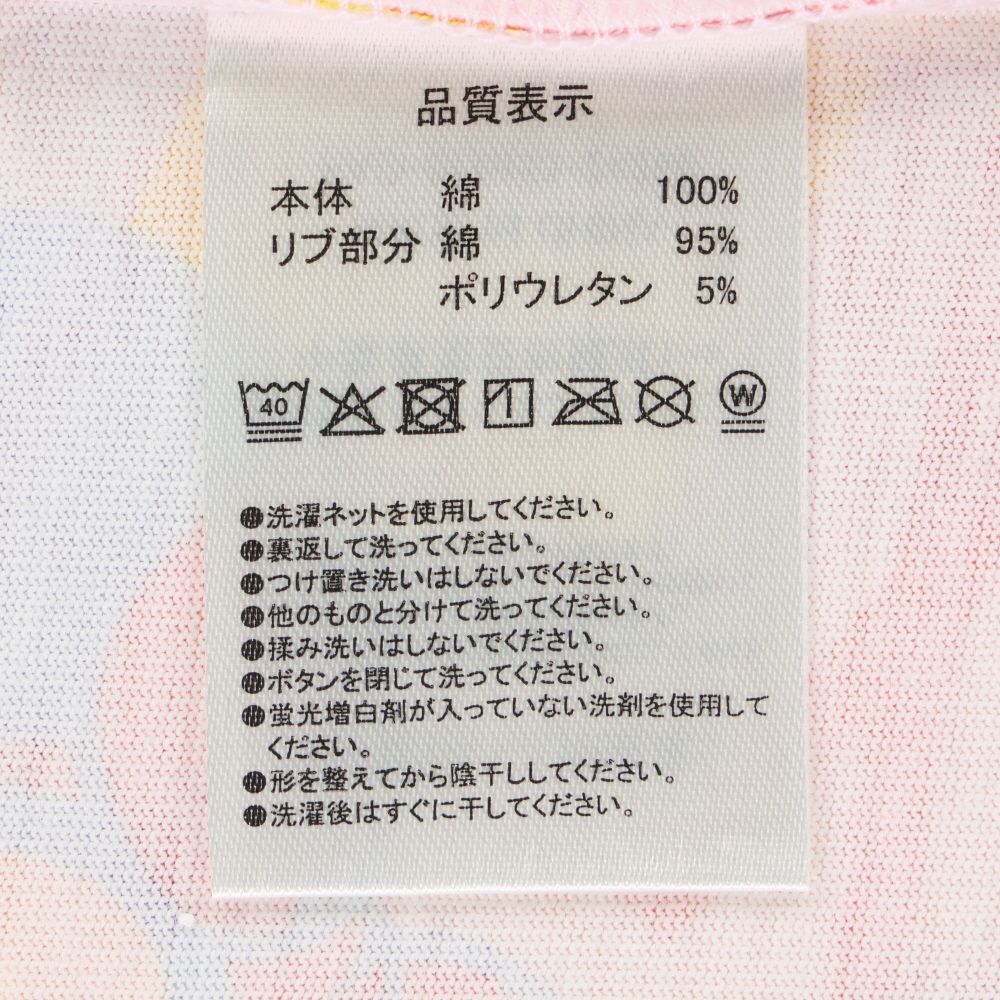 品質表示
本体 綿 100%
リブ部分 綿 95%
ポリウレタン 5%
40 W
●洗濯ネットを使用してください。
●裏返して洗ってください。
●つけ置き洗いはしないでください。
●他のものと分けて洗ってください。
●揉み洗いはしないでください。
●ボタンを閉じて洗ってください。
●蛍光増白剤が入っていない洗剤を使用して
ください。
●形を整えてから陰干ししてください。
●洗濯後はすぐに干してください。